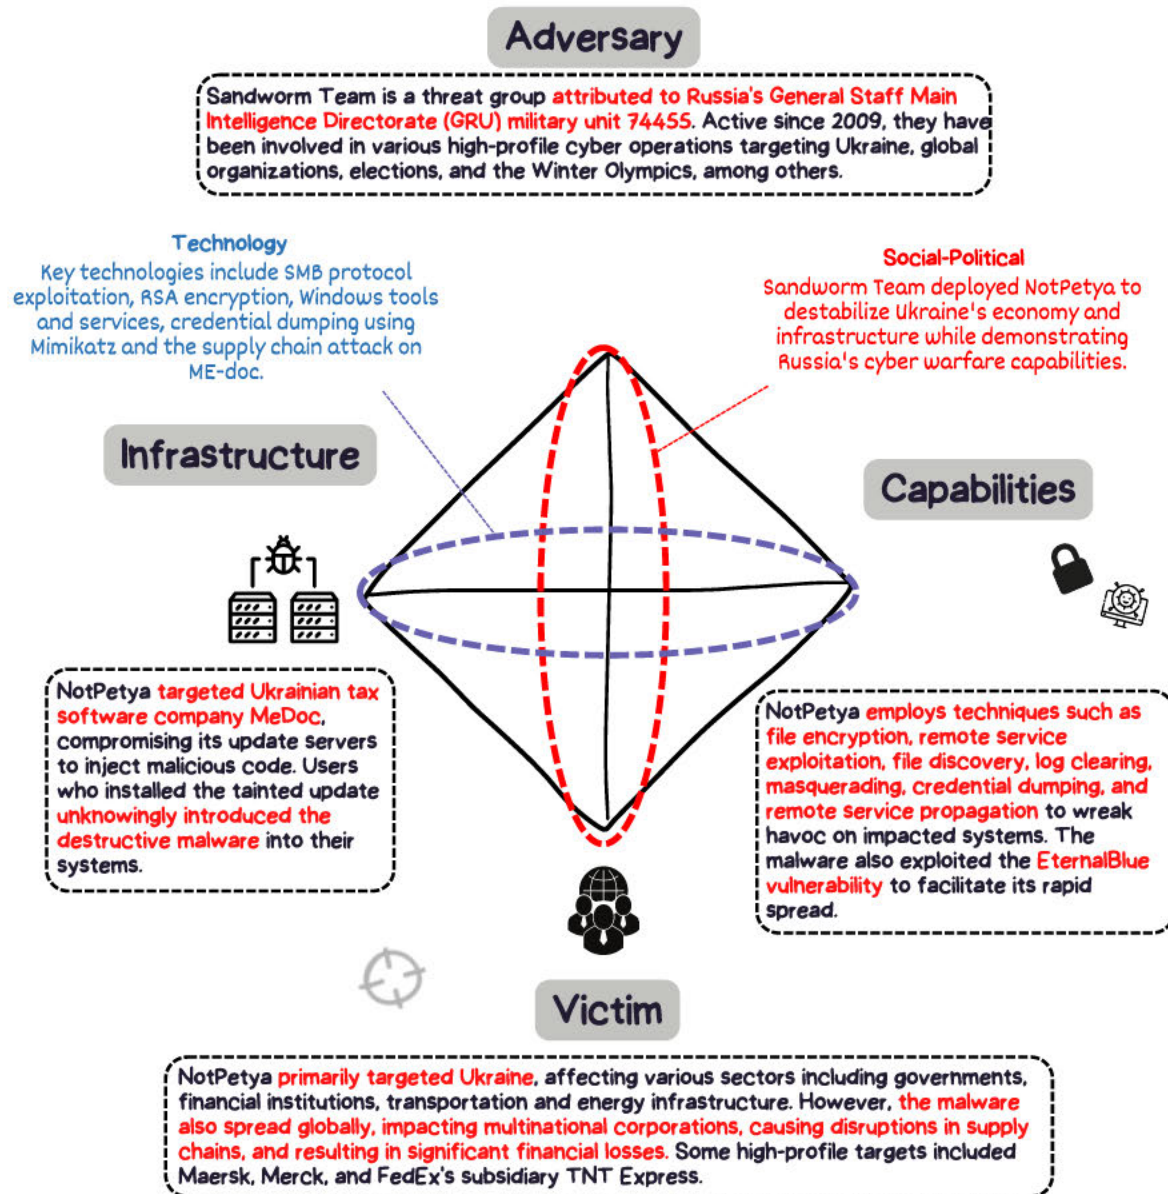 Adversary
Sandworm Team is a threat group attributed to Russia's General Staff Main
Intelligence Directorate (GRU) military unit 74455. Active since 2009, they have
been involved in various high-profile cyber operations targeting Ukraine, global
organizations, elections, and the Winter Olympics, among others.
Technology
Key technologies include SMB protocol
exploitation, RSA encryption, Windows tools
and services, credential dumping using
Mimikatz and the supply chain attack on
ME-doc.
Social-Political
Sandworm Team deployed NotPetya to
destabilize Ukraine's economy and
infrastructure while demonstrating
Russia's cyber warfare capabilities.
Infrastructure
Capabilities
NotPetya targeted Ukrainian tax
software company MeDoc,
compromising its update servers
to inject malicious code. Users
who installed the tainted update
unknowingly introduced the
destructive malware into their
systems.
NotPetya employs techniques such as
file encryption, remote service
exploitation, file discovery, log clearing,
masquerading, credential dumping, and
remote service propagation to wreak
havoc on impacted systems. The
malware also exploited the EternalBlue
vulnerability to facilitate its rapid
spread.
Victim
NotPetya primarily targeted Ukraine, affecting various sectors including governments,
financial institutions, transportation and energy infrastructure. However, the malware
also spread globally, impacting multinational corporations, causing disruptions in supply
chains, and resulting in significant financial losses. Some high-profile targets included
Maersk, Merck, and FedEx's subsidiary TNT Express.